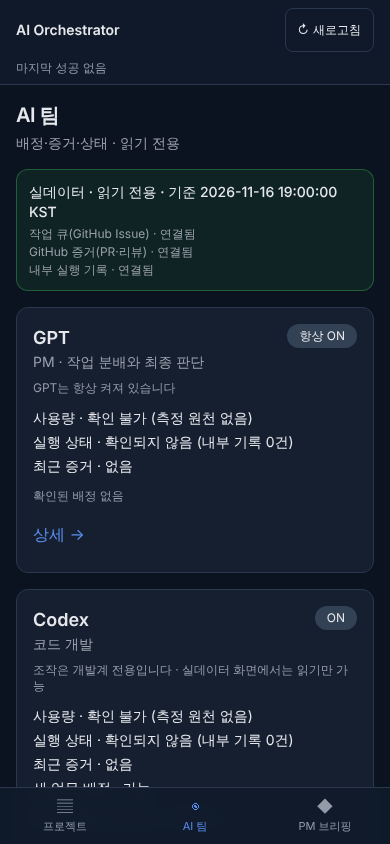 AI Orchestrator
↻ 새로고침
마지막 성공 없음
AI 팀
배정·증거·상태 · 읽기 전용
실데이터 · 읽기 전용 · 기준 2026-11-16 19:00:00
KST
작업 큐(GitHub Issue) · 연결됨
GitHub 증거(PR·리뷰) · 연결됨
내부 실행 기록 · 연결됨
GPT
항상 ON
PM · 작업 분배와 최종 판단
GPT는 항상 켜져 있습니다
사용량 · 확인 불가 (측정 원천 없음)
실행 상태 · 확인되지 않음 (내부 기록 0건)
최근 증거 · 없음
확인된 배정 없음
상세 →
Codex
ON
코드 개발
조작은 개발계 전용입니다 · 실데이터 화면에서는 읽기만 가
능
사용량 · 확인 불가 (측정 원천 없음)
실행 상태 · 확인되지 않음 (내부 기록 0건)
최근 증거 · 없음
프로젝트
AI 팀
PM 브리핑